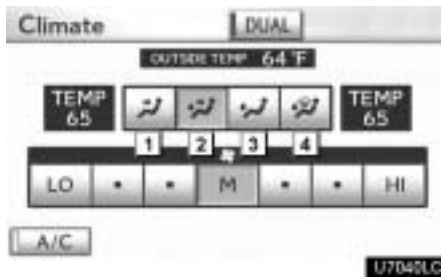 Climate DUAL
OUTSIDE TEMP 64°F
TEMP 65 TEMP 65
1 2 3 4
LO M HI
A/C
U7040LC